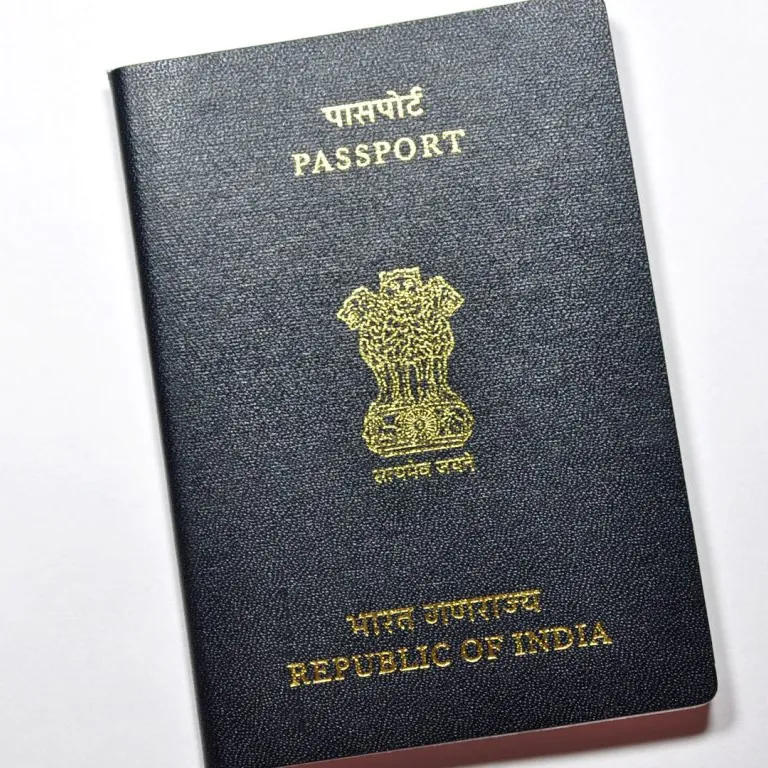 पासपोर्ट
PASSPORT
सत्यमेव जयते
भारत गणराज्य
REPUBLIC OF INDIA